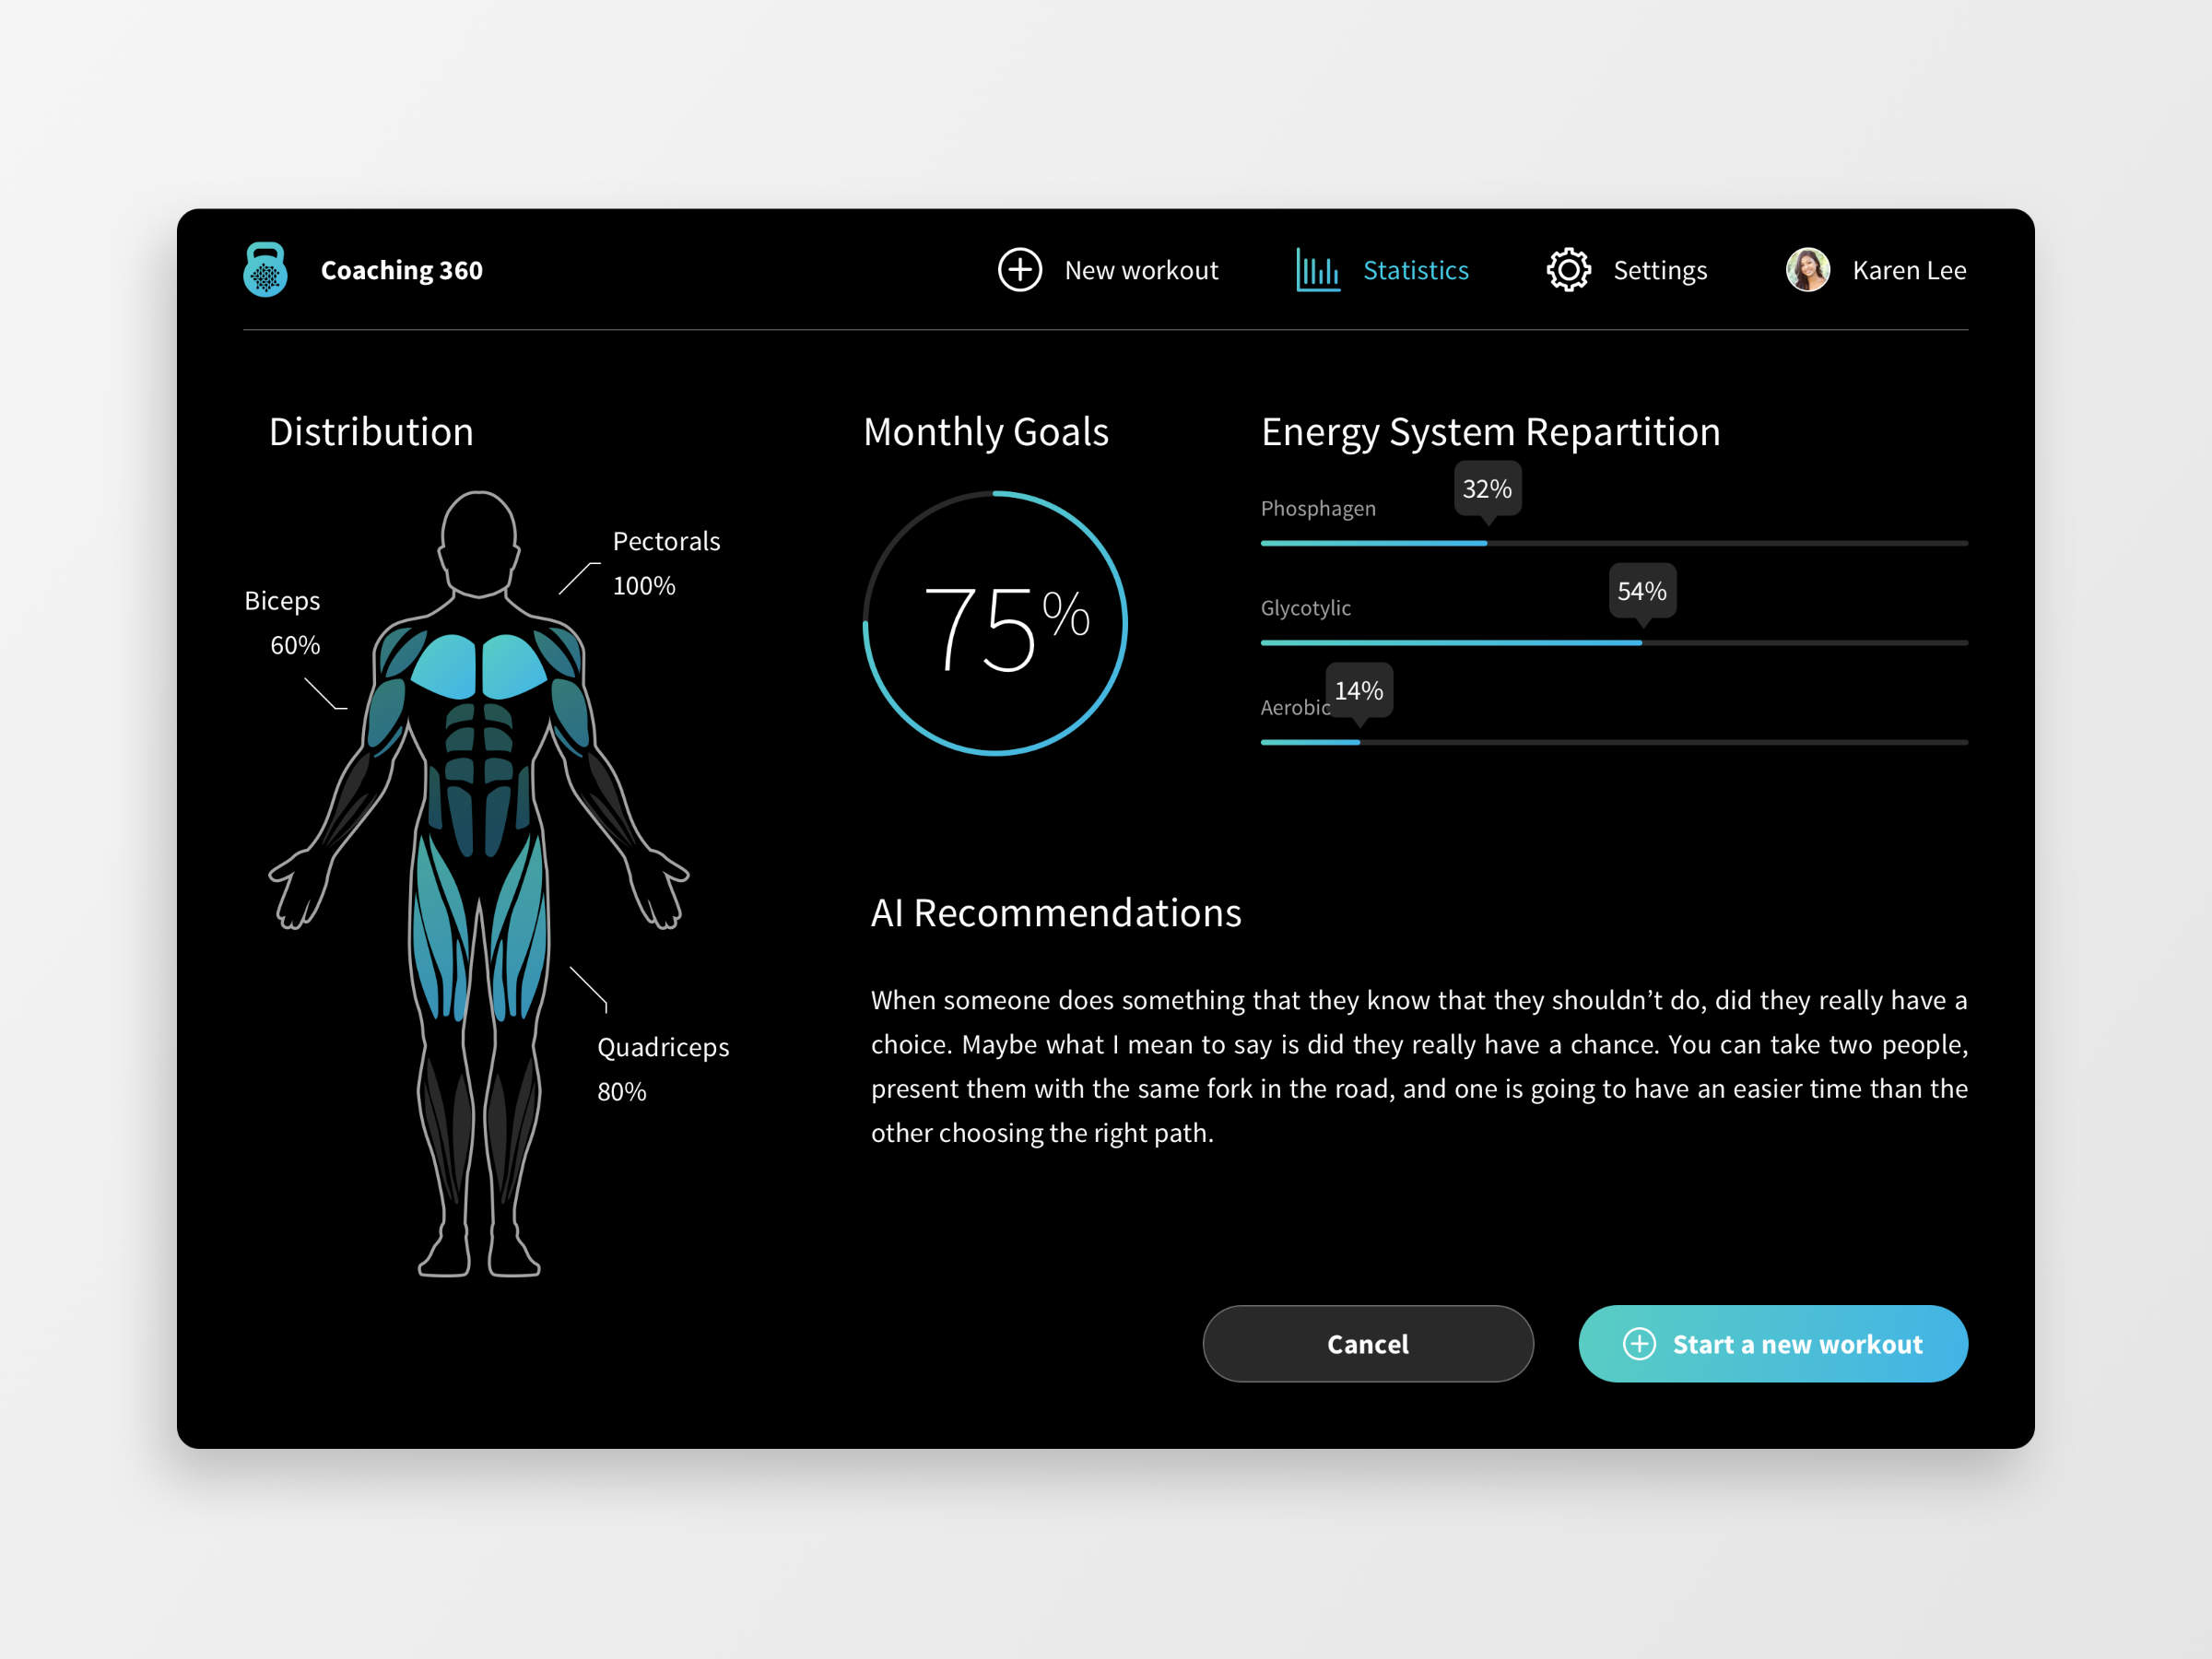 Coaching 360
New workout
Statistics
Settings
Karen Lee
Distribution
Pectorals
100%
Biceps
60%
Quadriceps
80%
Monthly Goals
75%
Energy System Repartition
Phosphagen
32%
Glycotylic
54%
Aerobic
14%
AI Recommendations
When someone does something that they know that they shouldn’t do, did they really have a
choice. Maybe what I mean to say is did they really have a chance. You can take two people,
present them with the same fork in the road, and one is going to have an easier time than the
other choosing the right path.
Cancel
Start a new workout